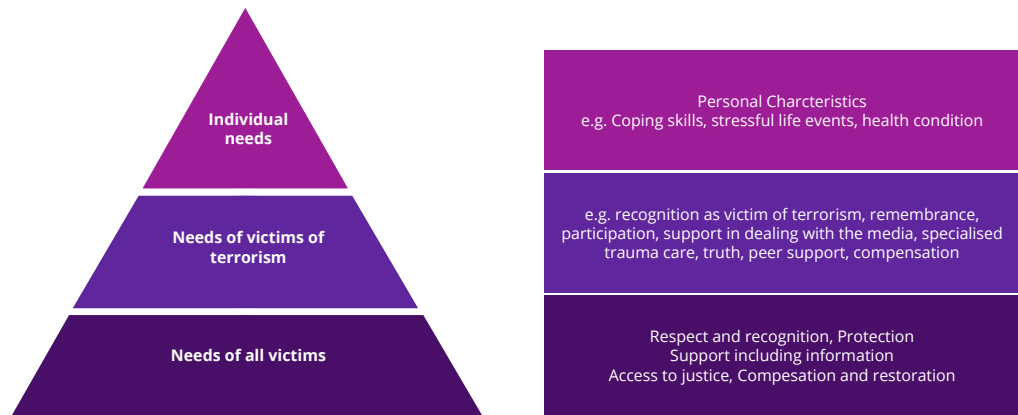 Individual
needs
Personal Charcteristics
e.g. Coping skills, stressful life events, health condition
Needs of victims of
terrorism
e.g. recognition as victim of terrorism, remembrance,
participation, support in dealing with the media, specialised
trauma care, truth, peer support, compensation
Needs of all victims
Respect and recognition, Protection
Support including information
Access to justice, Compesation and restoration